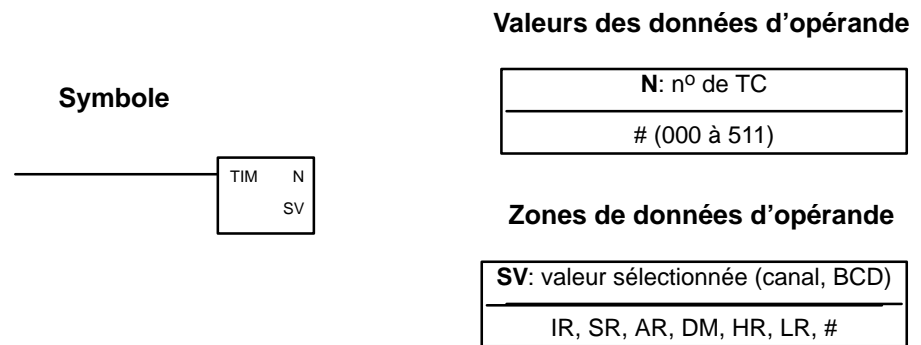 Valeurs des données d’opérande
N: nº de TC
# (000 à 511)
Symbole
TIM N
SV
Zones de données d’opérande
SV: valeur sélectionnée (canal, BCD)
IR, SR, AR, DM, HR, LR, #